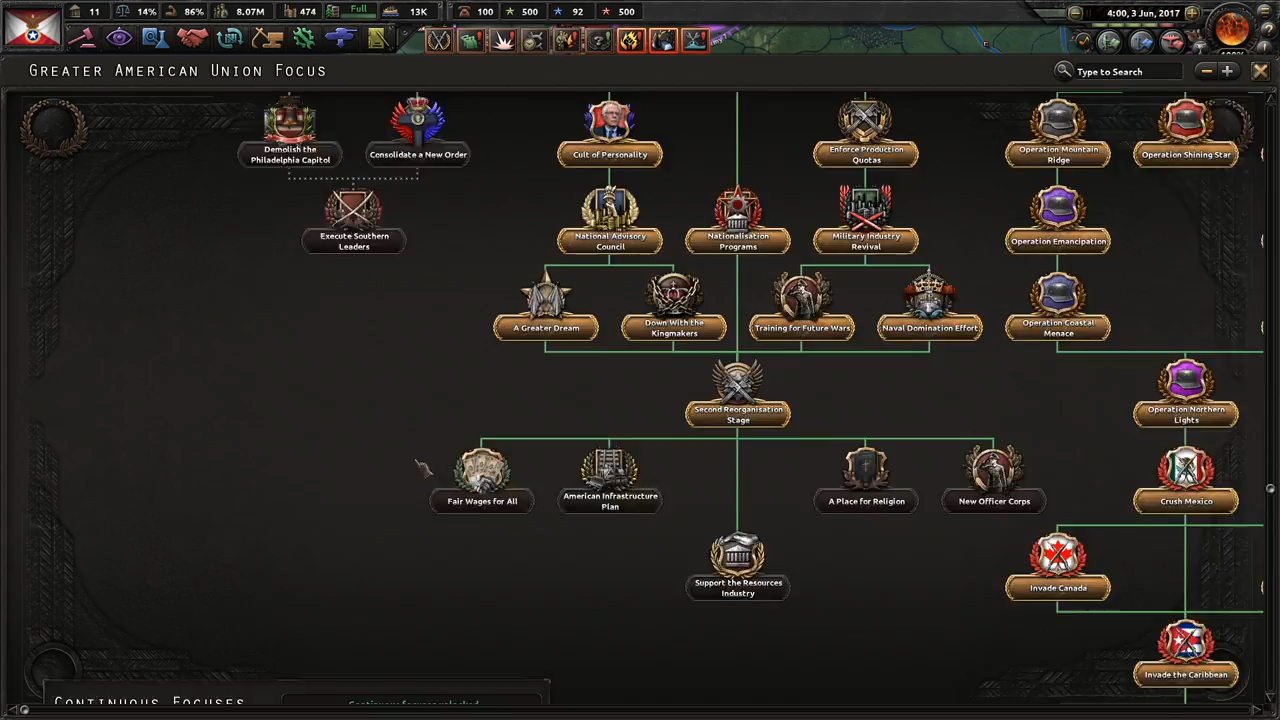 11 14% 86% 8.07M 474 Full 13K 100 500 92 500 4:00, 3 Jun, 2017
100%
GREATER AMERICAN UNION FOCUS
Type to Search
Demolish the
Philadelphia Capitol
Consolidate a New Order
Cult of Personality
Enforce Production
Quotas
Operation Mountain
Ridge
Operation Shining Star
Execute Southern
Leaders
National Advisory
Council
Nationalisation
Programs
Military Industry
Revival
Operation Emancipation
A Greater Dream
Down With the
Kingmakers
Training for Future Wars
Naval Domination Effort
Operation Coastal
Menace
Second Reorganisation
Stage
Operation Northern
Lights
Fair Wages for All
American Infrastructure
Plan
A Place for Religion
New Officer Corps
Crush Mexico
Support the Resources
Industry
Invade Canada
Invade the Caribbean
CONTINUOUS FOCUSES
Continuous focuses unlocked